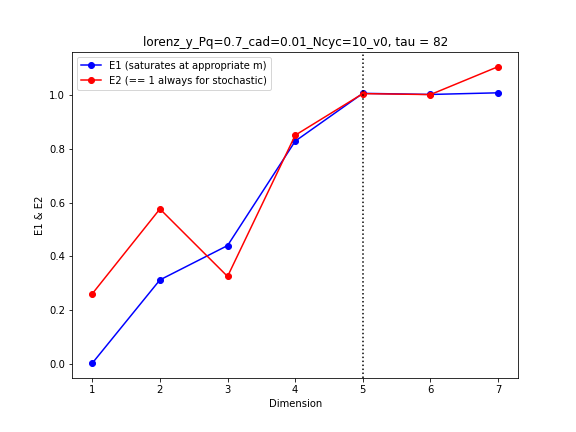 lorenz_y_Pq=0.7_cad=0.01_Ncyc=10_v0, tau = 82
E1 (saturates at appropriate m)
E2 (== 1 always for stochastic)
1.0
0.8
0.6
0.4
0.2
0.0
E1 & E2
1 2 3 4 5 6 7
Dimension